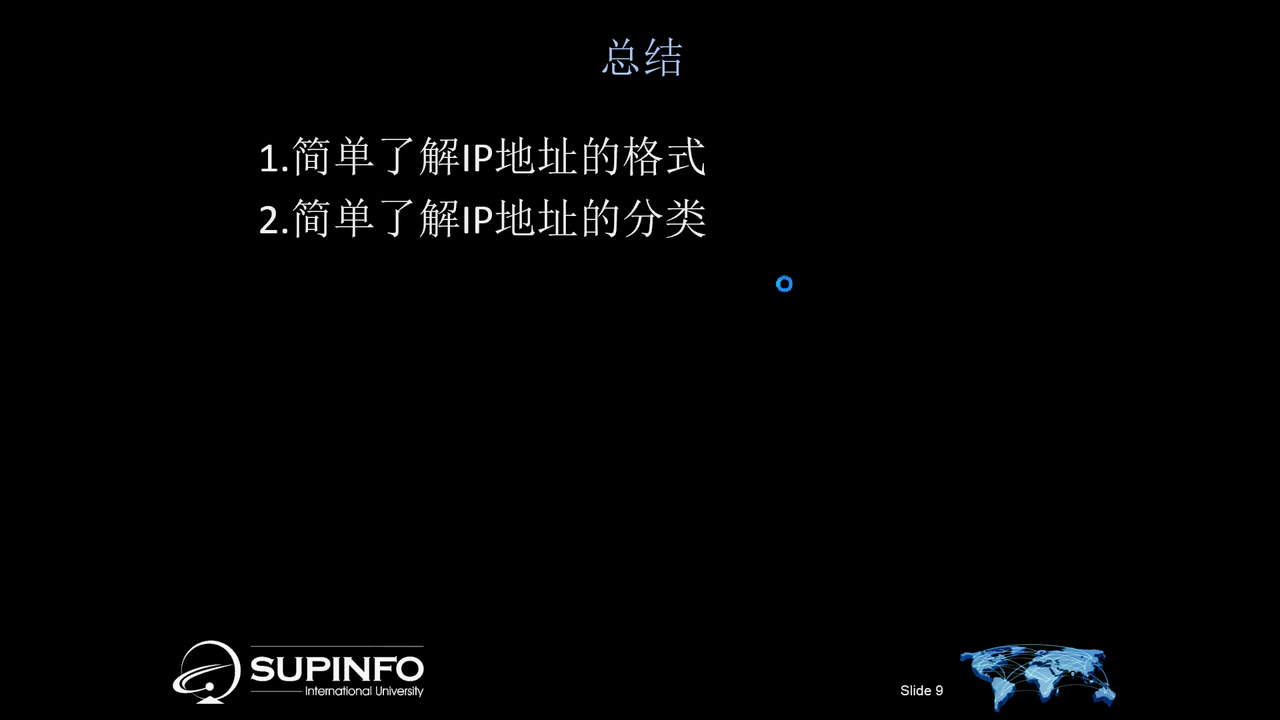 总结
1.简单了解IP地址的格式
2.简单了解IP地址的分类
SUPINFO
International University
Slide 9